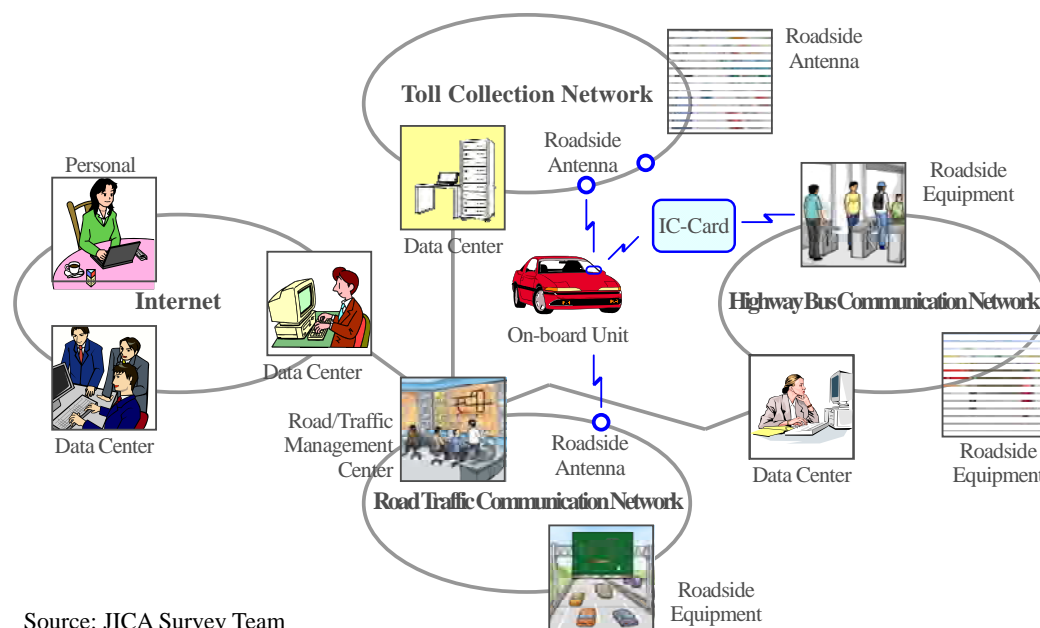 Roadside
Antenna
Toll Collection Network
Roadside
Antenna
Personal
Roadside
Equipment
IC-Card
Data Center
Internet
Highway Bus Communication Network
On-board Unit
Data Center
Road/Traffic
Management
Center
Data Center
Roadside
Antenna
Data Center
Roadside
Equipment
Road Traffic Communication Network
Roadside
Equipment
Source: JICA Survey Team